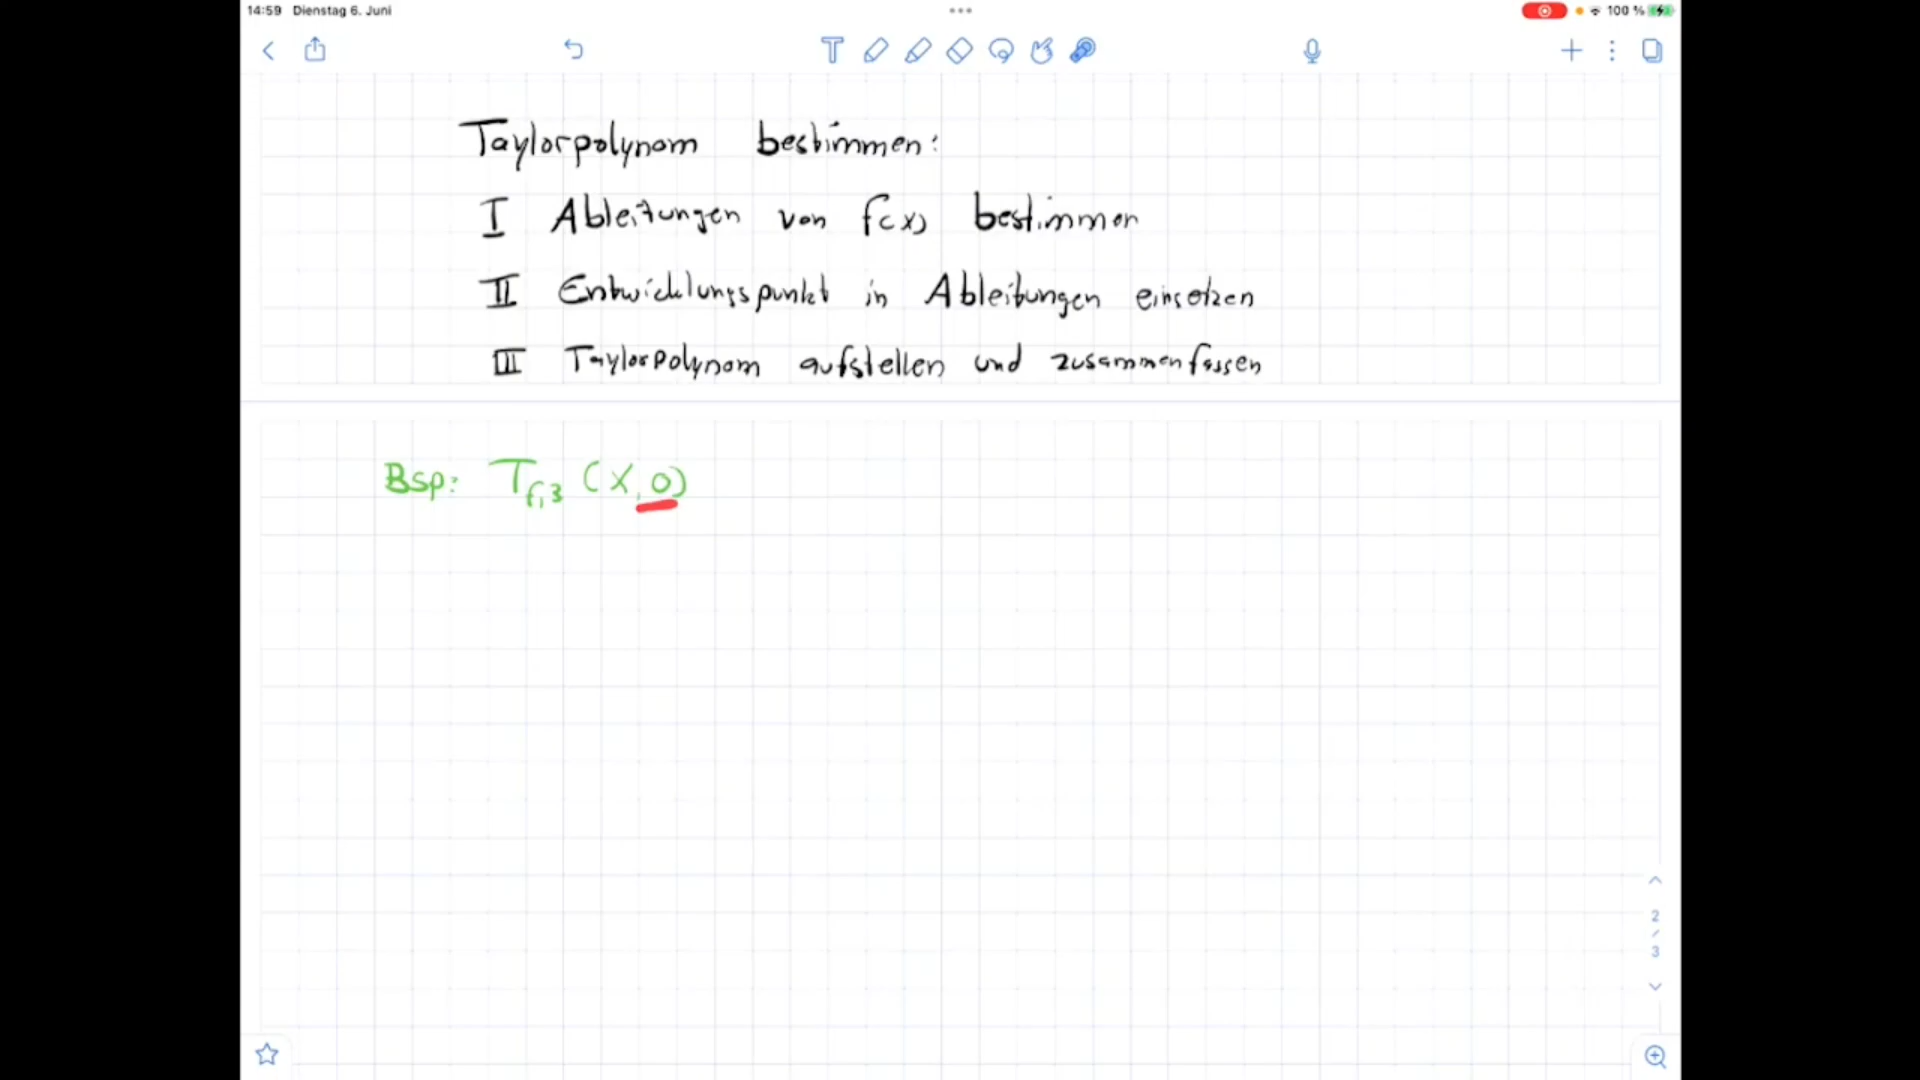 14:59 Dienstag 6. Juni
100 %
Taylorpolynom bestimmen:
I Ableitungen von f(x) bestimmen
II Entwicklungspunkt in Ableitungen einsetzen
III Taylorpolynom aufstellen und zusammenfassen
Bsp: T_{f,3} (X,0)
2
/
3